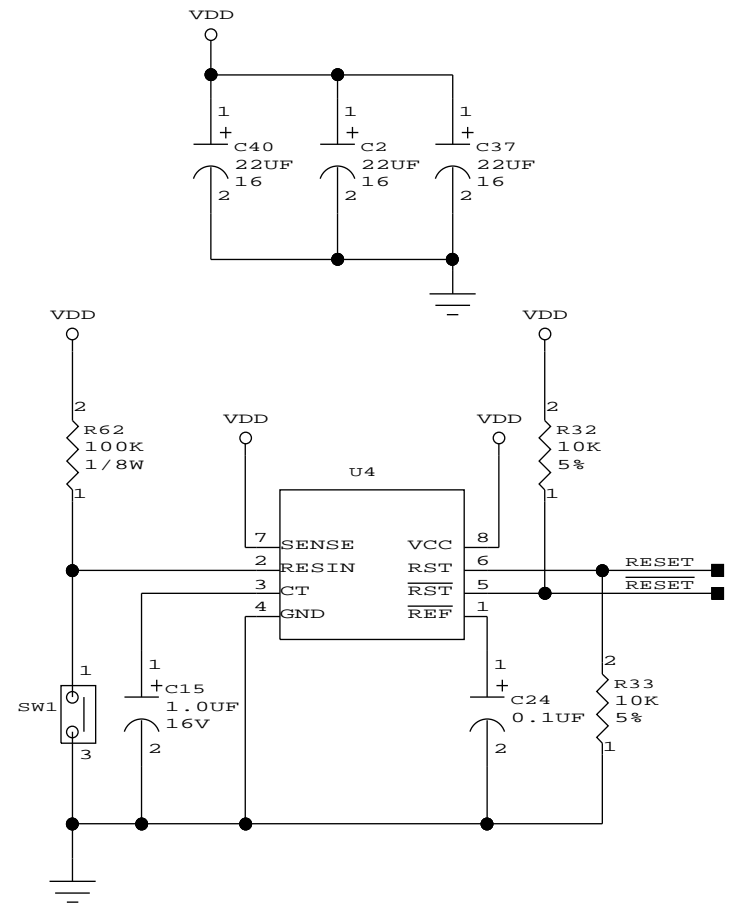 VDD
1
+
C40
22UF
16
2
1
+
C2
22UF
16
2
1
+
C37
22UF
16
2
VDD
2
R62
100K
1/8W
1
VDD
U4
VDD
VDD
2
R32
10K
5%
1
7 SENSE
2 RESIN
3 CT
4 GND
VCC 8
RST 6
RST 5
REF 1
RESET
RESET
1
SW1
3
1
+
C15
1.0UF
16V
2
1
+
C24
0.1UF
2
2
R33
10K
5%
1